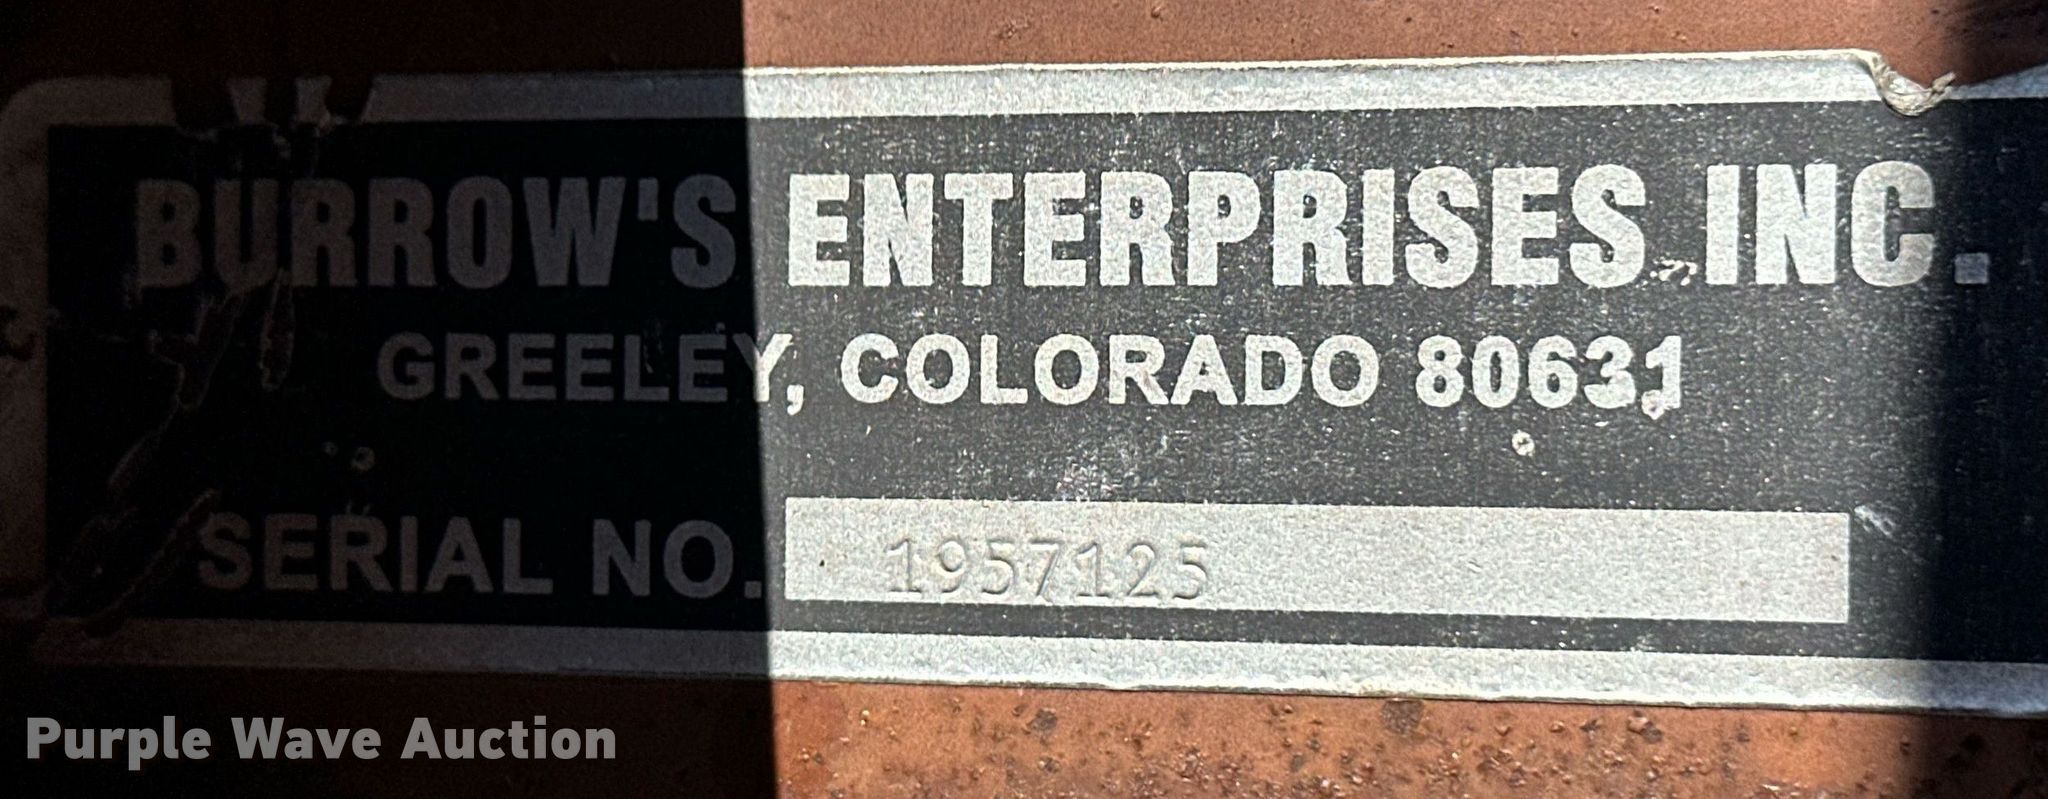 BURROW'S ENTERPRISES INC.
GREELEY, COLORADO 80631
SERIAL NO. 1957125
Purple Wave Auction